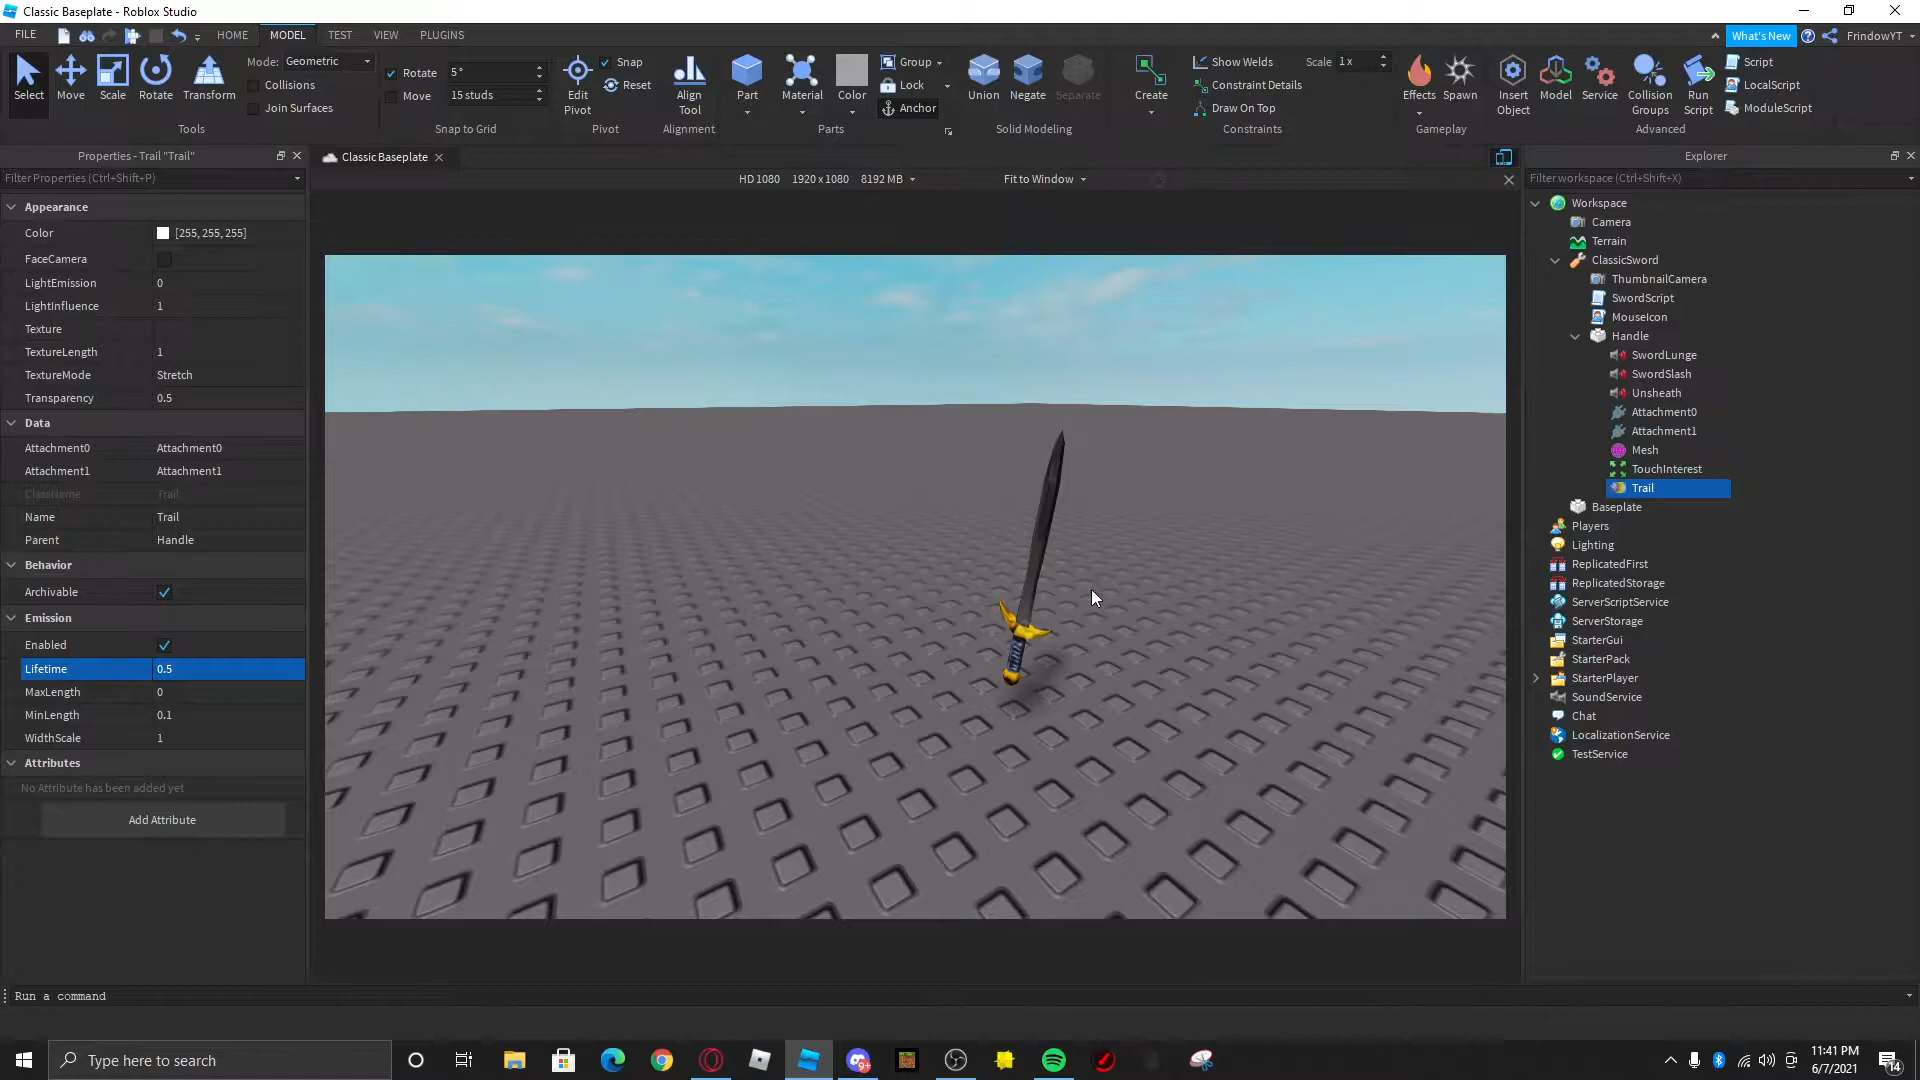 Classic Baseplate - Roblox Studio
FILE
HOME
MODEL
TEST
VIEW
PLUGINS
What's New
FrindowYT
Select
Move
Scale
Rotate
Transform
Mode: Geometric
Collisions
Join Surfaces
Tools
Rotate 5°
Move 15 studs
Snap to Grid
Edit
Pivot
Snap
Reset
Pivot
Align
Tool
Alignment
Part
Material
Color
Group
Lock
Anchor
Parts
Union
Negate
Separate
Solid Modeling
Create
Show Welds
Scale 1 x
Constraint Details
Draw On Top
Constraints
Effects
Spawn
Gameplay
Insert
Object
Model
Service
Collision
Groups
Run
Script
Script
LocalScript
ModuleScript
Advanced
Properties - Trail "Trail"
Filter Properties (Ctrl+Shift+P)
Appearance
Color [255, 255, 255]
FaceCamera
LightEmission 0
LightInfluence 1
Texture
TextureLength 1
TextureMode Stretch
Transparency 0.5
Data
Attachment0 Attachment0
Attachment1 Attachment1
ClassName Trail
Name Trail
Parent Handle
Behavior
Archivable
Emission
Enabled
Lifetime 0.5
MaxLength 0
MinLength 0.1
WidthScale 1
Attributes
No Attribute has been added yet
Add Attribute
Classic Baseplate
HD 1080 1920 x 1080 8192 MB
Fit to Window
Explorer
Filter workspace (Ctrl+Shift+X)
Workspace
Camera
Terrain
ClassicSword
ThumbnailCamera
SwordScript
MouseIcon
Handle
SwordLunge
SwordSlash
Unsheath
Attachment0
Attachment1
Mesh
TouchInterest
Trail
Baseplate
Players
Lighting
ReplicatedFirst
ReplicatedStorage
ServerScriptService
ServerStorage
StarterGui
StarterPack
StarterPlayer
SoundService
Chat
LocalizationService
TestService
Run a command
Type here to search
9+
11:41 PM
6/7/2021
14